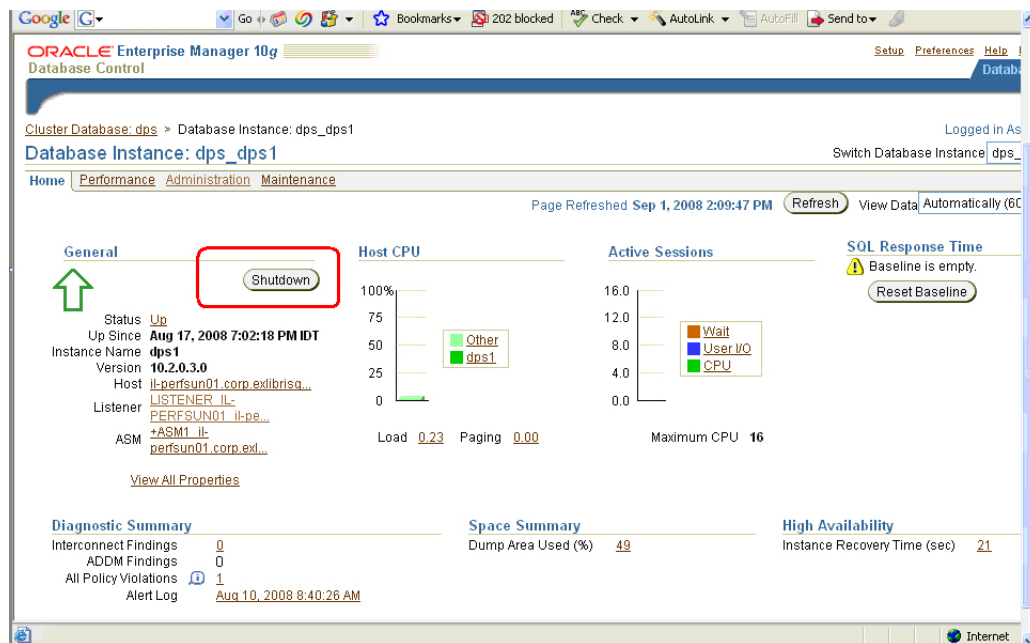 Google G Go Bookmarks 202 blocked Check AutoLink AutoFill Send to
ORACLE Enterprise Manager 10g
Database Control
Setup Preferences Help
Cluster Database: dps > Database Instance: dps_dps1
Logged in As
Database Instance: dps_dps1
Switch Database Instance dps_
Home Performance Administration Maintenance
Page Refreshed Sep 1, 2008 2:09:47 PM Refresh View Data Automatically (60
General
Shutdown
Status Up
Up Since Aug 17, 2008 7:02:18 PM IDT
Instance Name dps1
Version 10.2.0.3.0
Host il-perfsun01.corp.exlibrisg...
Listener LISTENER_IL-
PERFSUN01_il-pe...
ASM +ASM1_il-
perfsun01.corp.exl...
View All Properties
Host CPU
100%
75
50
25
0
Other
dps1
Load 0.23 Paging 0.00
Active Sessions
16.0
12.0
8.0
4.0
0.0
Wait
User I/O
CPU
Maximum CPU 16
SQL Response Time
Baseline is empty.
Reset Baseline
Diagnostic Summary
Interconnect Findings 0
ADDM Findings 0
All Policy Violations 1
Alert Log Aug 10, 2008 8:40:26 AM
Space Summary
Dump Area Used (%) 49
High Availability
Instance Recovery Time (sec) 21
Internet